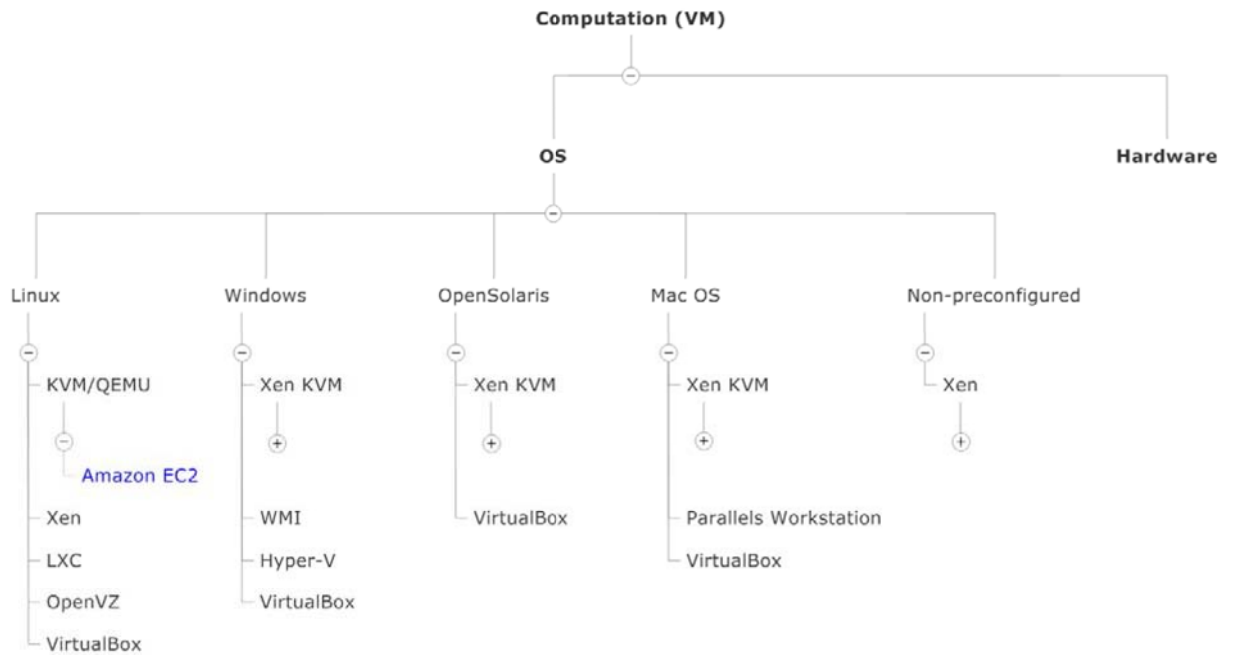 Computation (VM)
OS
Hardware
Linux
Windows
OpenSolaris
Mac OS
Non-preconfigured
KVM/QEMU
Xen KVM
Xen KVM
Xen KVM
Xen
Amazon EC2
Xen
WMI
VirtualBox
Parallels Workstation
LXC
Hyper-V
VirtualBox
OpenVZ
VirtualBox
VirtualBox